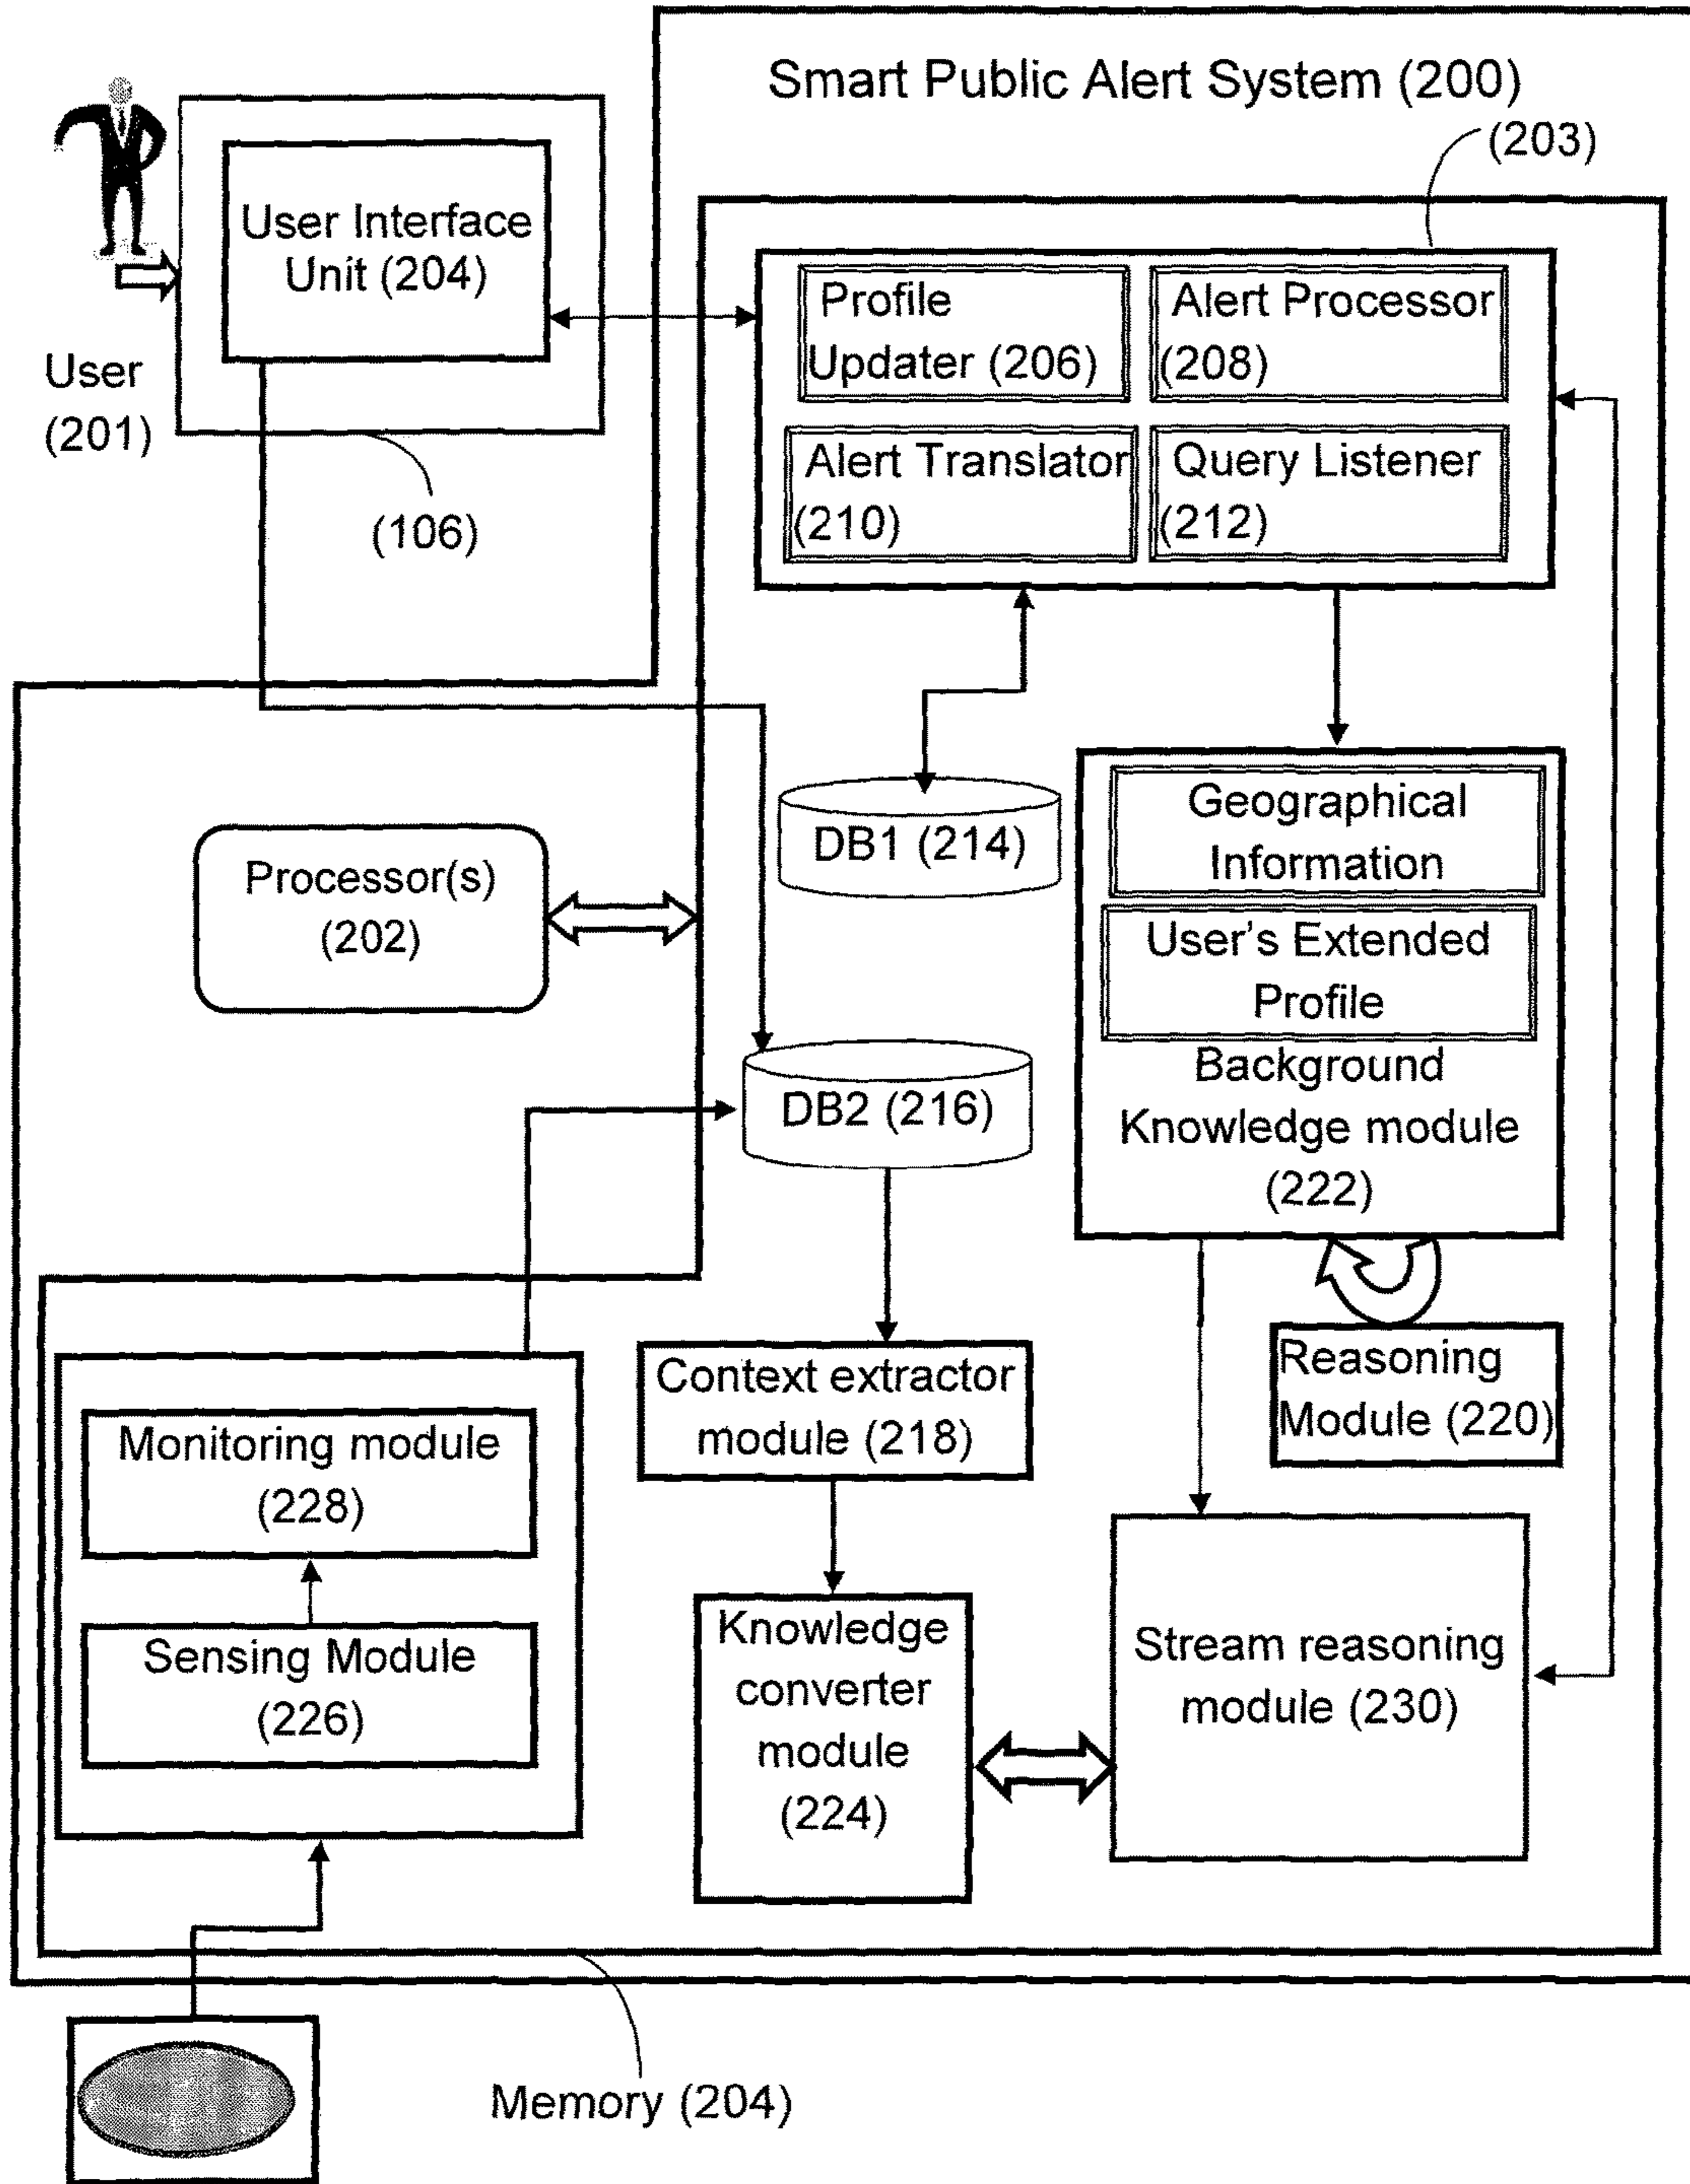 Smart Public Alert System (200)
(203)
User Interface
Unit (204)
User
(201)
(106)
Profile
Updater (206)
Alert Processor
(208)
Alert Translator
(210)
Query Listener
(212)
DB1 (214)
Geographical
Information
User's Extended
Profile
Background
Knowledge module
(222)
Processor(s)
(202)
DB2 (216)
Context extractor
module (218)
Reasoning
Module (220)
Monitoring module
(228)
Sensing Module
(226)
Knowledge
converter
module
(224)
Stream reasoning
module (230)
Memory (204)